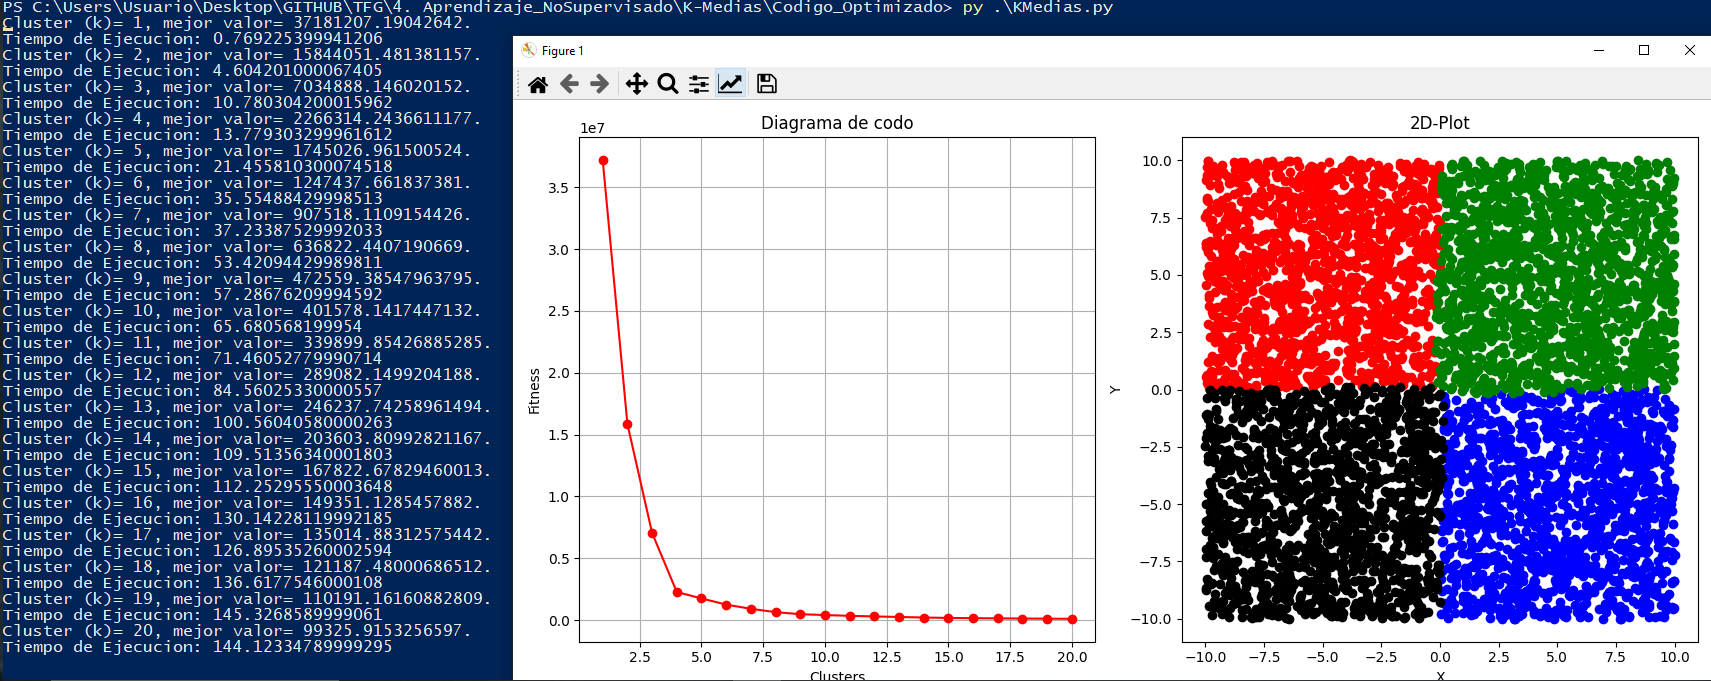 PS C:\Users\Usuario\Desktop\GITHUB\TFG\4. Aprendizaje_NoSupervisado\K-Medias\Codigo_Optimizado> py .\KMedias.py
Cluster (k)= 1, mejor valor= 37181207.19042642.
Tiempo de Ejecucion: 0.769225399941206
Cluster (k)= 2, mejor valor= 15844051.481381157.
Tiempo de Ejecucion: 4.604201000067405
Cluster (k)= 3, mejor valor= 7034888.146020152.
Tiempo de Ejecucion: 10.780304200015962
Cluster (k)= 4, mejor valor= 2266314.2436611177.
Tiempo de Ejecucion: 13.779303299961612
Cluster (k)= 5, mejor valor= 1745026.961500524.
Tiempo de Ejecucion: 21.455810300074518
Cluster (k)= 6, mejor valor= 1247437.661837381.
Tiempo de Ejecucion: 35.55488429998513
Cluster (k)= 7, mejor valor= 907518.1109154426.
Tiempo de Ejecucion: 37.23387529992033
Cluster (k)= 8, mejor valor= 636822.4407190669.
Tiempo de Ejecucion: 53.42094429989811
Cluster (k)= 9, mejor valor= 472559.38547963795.
Tiempo de Ejecucion: 57.28676209994592
Cluster (k)= 10, mejor valor= 401578.1417447132.
Tiempo de Ejecucion: 65.680568199954
Cluster (k)= 11, mejor valor= 339899.85426885285.
Tiempo de Ejecucion: 71.46052779990714
Cluster (k)= 12, mejor valor= 289082.1499204188.
Tiempo de Ejecucion: 84.56025330000557
Cluster (k)= 13, mejor valor= 246237.74258961494.
Tiempo de Ejecucion: 100.56040580000263
Cluster (k)= 14, mejor valor= 203603.80992821167.
Tiempo de Ejecucion: 109.51356340001803
Cluster (k)= 15, mejor valor= 167822.67829460013.
Tiempo de Ejecucion: 112.25295550003648
Cluster (k)= 16, mejor valor= 149351.1285457882.
Tiempo de Ejecucion: 130.14228119992185
Cluster (k)= 17, mejor valor= 135014.88312575442.
Tiempo de Ejecucion: 126.89535260002594
Cluster (k)= 18, mejor valor= 121187.48000686512.
Tiempo de Ejecucion: 136.6177546000108
Cluster (k)= 19, mejor valor= 110191.16160882809.
Tiempo de Ejecucion: 145.3268589999061
Cluster (k)= 20, mejor valor= 99325.9153256597.
Tiempo de Ejecucion: 144.12334789999295
Figure 1
Diagrama de codo
1e7
3.5
3.0
2.5
2.0
1.5
1.0
0.5
0.0
Fitness
2.5 5.0 7.5 10.0 12.5 15.0 17.5 20.0
Clusters
2D-Plot
10.0
7.5
5.0
2.5
0.0
−2.5
−5.0
−7.5
−10.0
Y
−10.0 −7.5 −5.0 −2.5 0.0 2.5 5.0 7.5 10.0
X